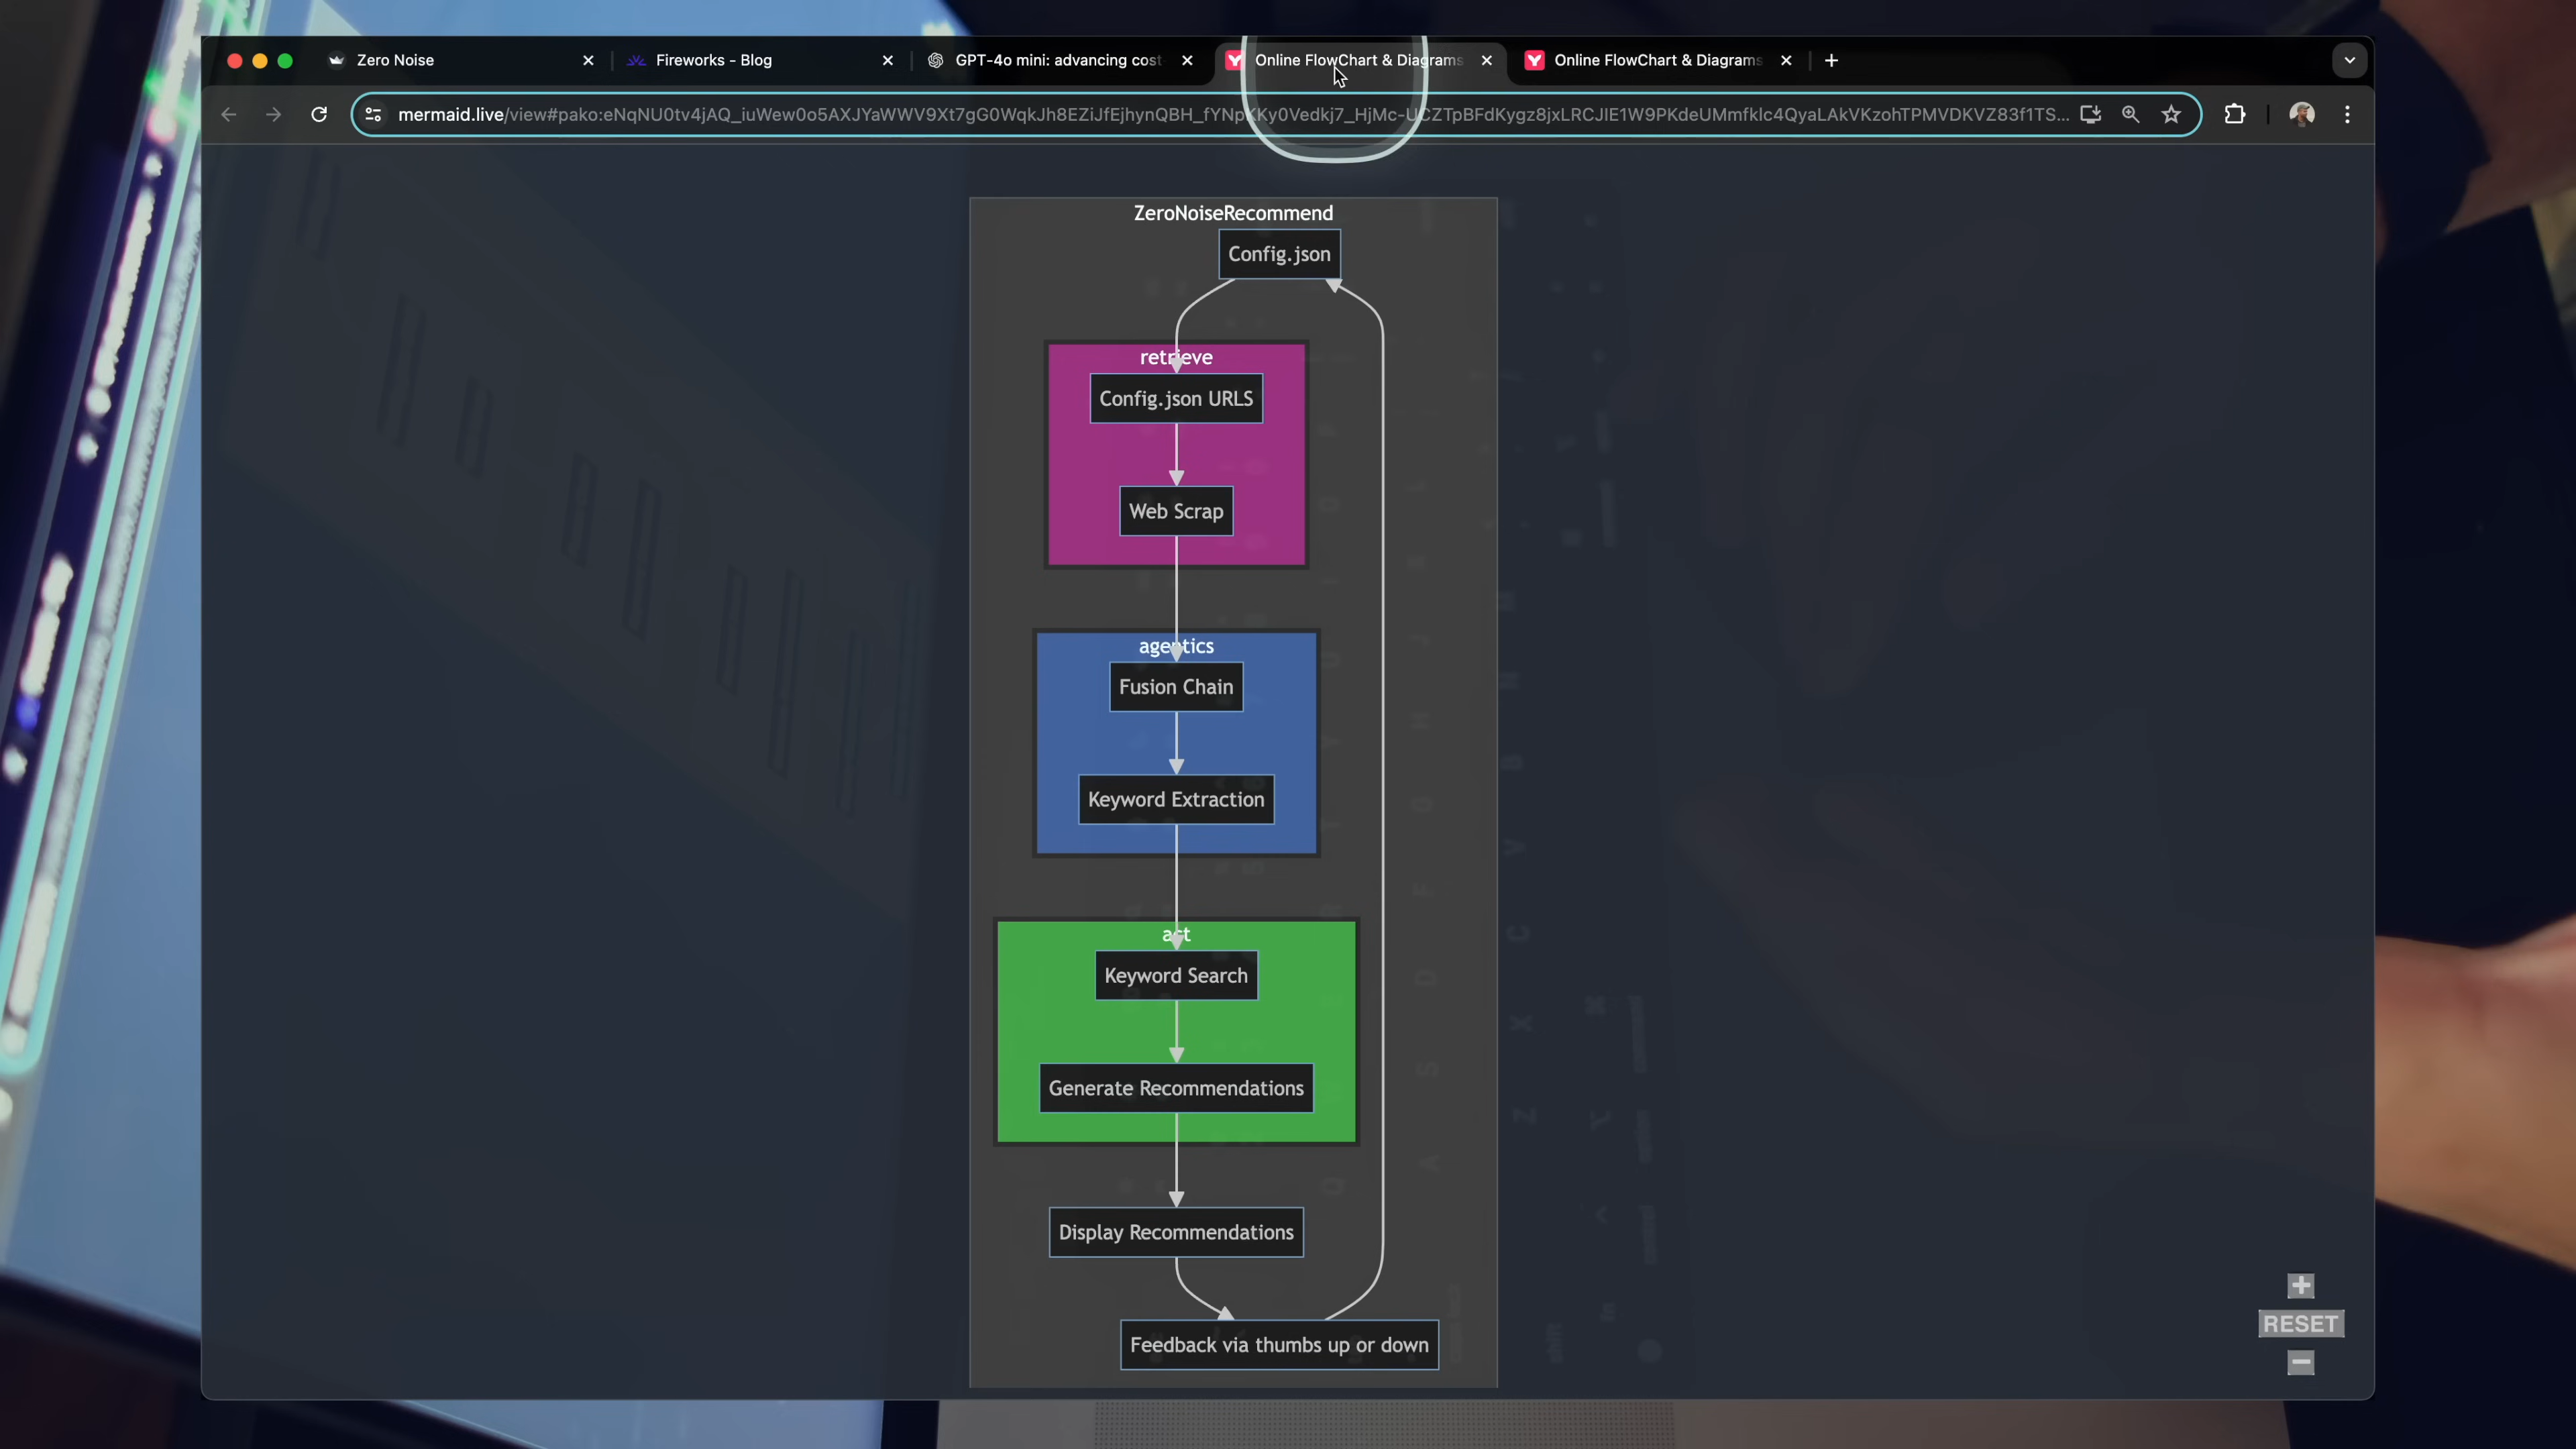 Zero Noise
Fireworks - Blog
GPT-4o mini: advancing cost
Online FlowChart & Diagrams
Online FlowChart & Diagrams
mermaid.live/view#pako:eNqNU0tv4jAQ_iuWew0o5AXJYaWWV9Xt7gG0WqkJh8EZiJfEjhynQBH_fYNpKKy0Vedkj7_HjMc-UCZTpBFdKygz8jxLRCJIE1W9PKdeUMmfklc4QyaLAkVKzohTPMVDKVZ83f1TS...
ZeroNoiseRecommend
Config.json
retrieve
Config.json URLS
Web Scrap
agentics
Fusion Chain
Keyword Extraction
act
Keyword Search
Generate Recommendations
Display Recommendations
Feedback via thumbs up or down
RESET